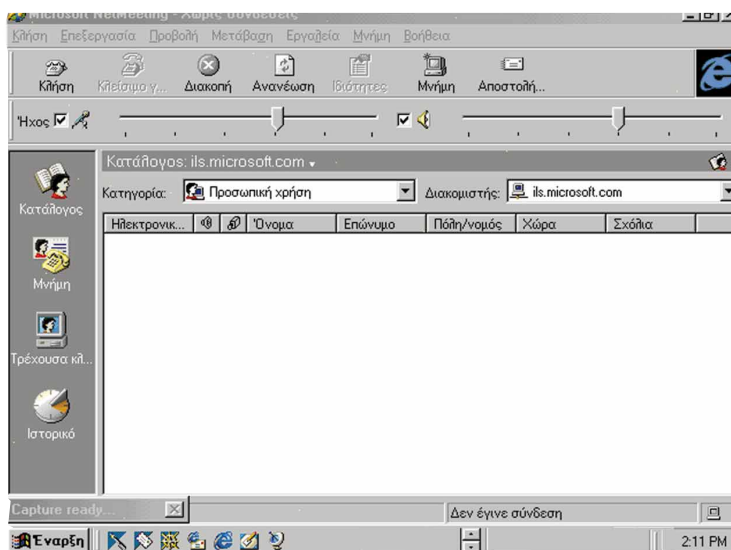 Microsoft NetMeeting - Χωρίς συνδέσεις
Κλήση Επεξεργασία Προβολή Μετάβαση Εργαλεία Μνήμη Βοήθεια
Κλήση Κλείσιμο γ... Διακοπή Ανανέωση Ιδιότητες Μνήμη Αποστολή...
Ήχος
Κατάλογος: ils.microsoft.com
Κατηγορία: Προσωπική χρήση Διακομιστής: ils.microsoft.com
Ηλεκτρονικ... Όνομα Επώνυμο Πόλη/νομός Χώρα Σχόλια
Κατάλογος
Μνήμη
Τρέχουσα κλ...
Ιστορικό
Capture ready...
Δεν έγινε σύνδεση
Έναρξη 2:11 PM